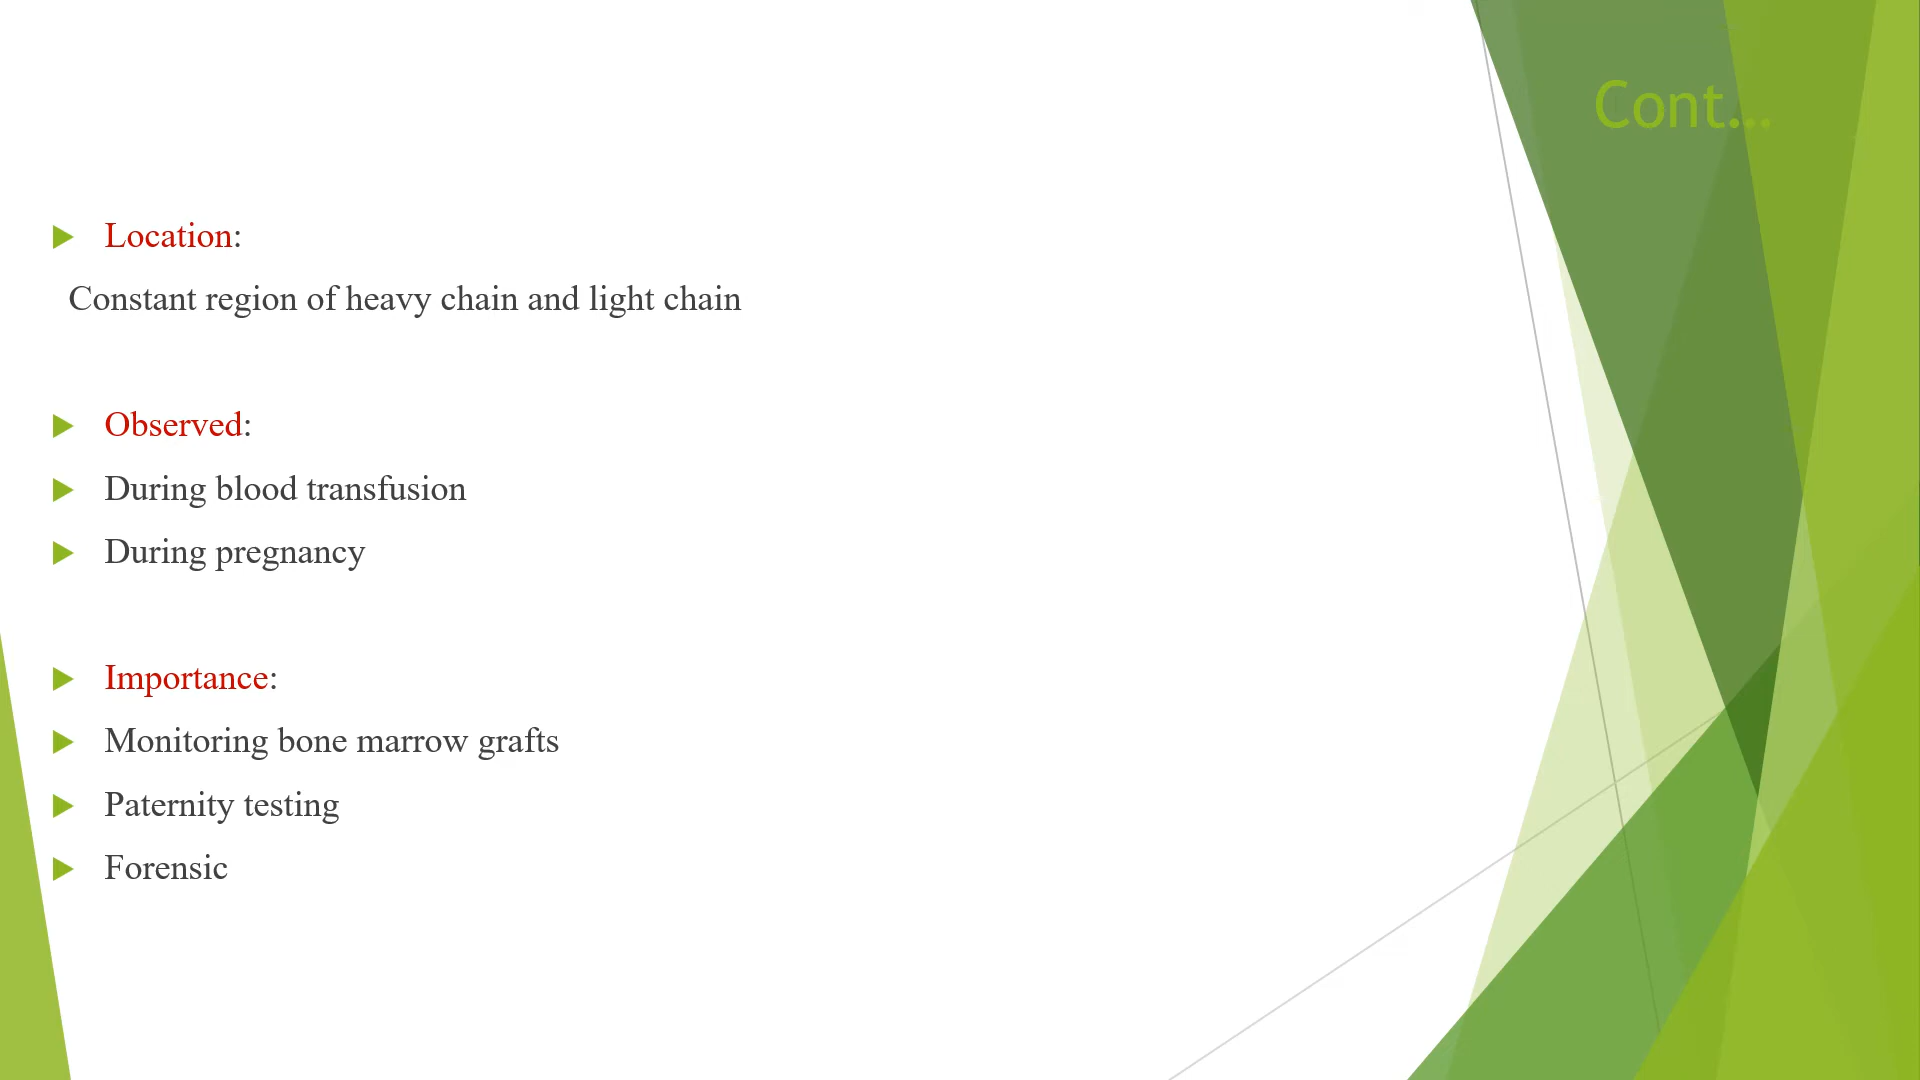 Cont...
Location:
Constant region of heavy chain and light chain
Observed:
During blood transfusion
During pregnancy
Importance:
Monitoring bone marrow grafts
Paternity testing
Forensic